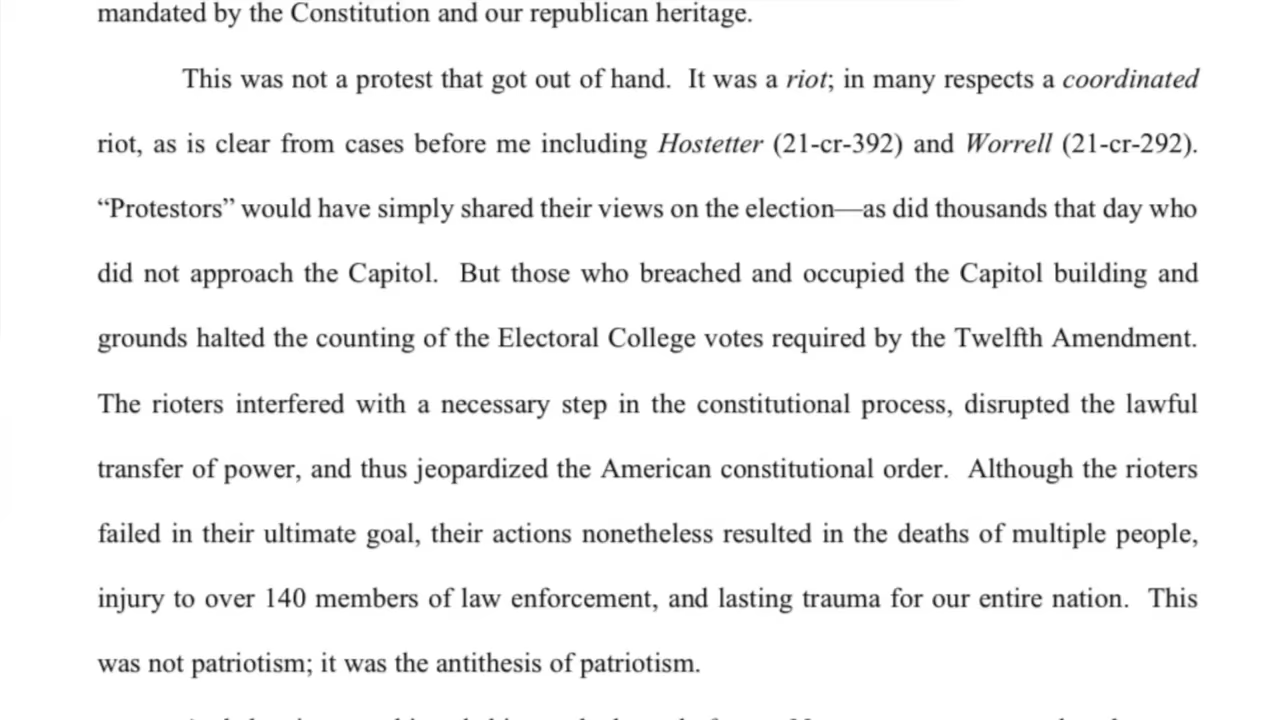 mandated by the Constitution and our republican heritage.
This was not a protest that got out of hand. It was a riot; in many respects a coordinated
riot, as is clear from cases before me including Hostetter (21-cr-392) and Worrell (21-cr-292).
“Protestors” would have simply shared their views on the election—as did thousands that day who
did not approach the Capitol. But those who breached and occupied the Capitol building and
grounds halted the counting of the Electoral College votes required by the Twelfth Amendment.
The rioters interfered with a necessary step in the constitutional process, disrupted the lawful
transfer of power, and thus jeopardized the American constitutional order. Although the rioters
failed in their ultimate goal, their actions nonetheless resulted in the deaths of multiple people,
injury to over 140 members of law enforcement, and lasting trauma for our entire nation. This
was not patriotism; it was the antithesis of patriotism.